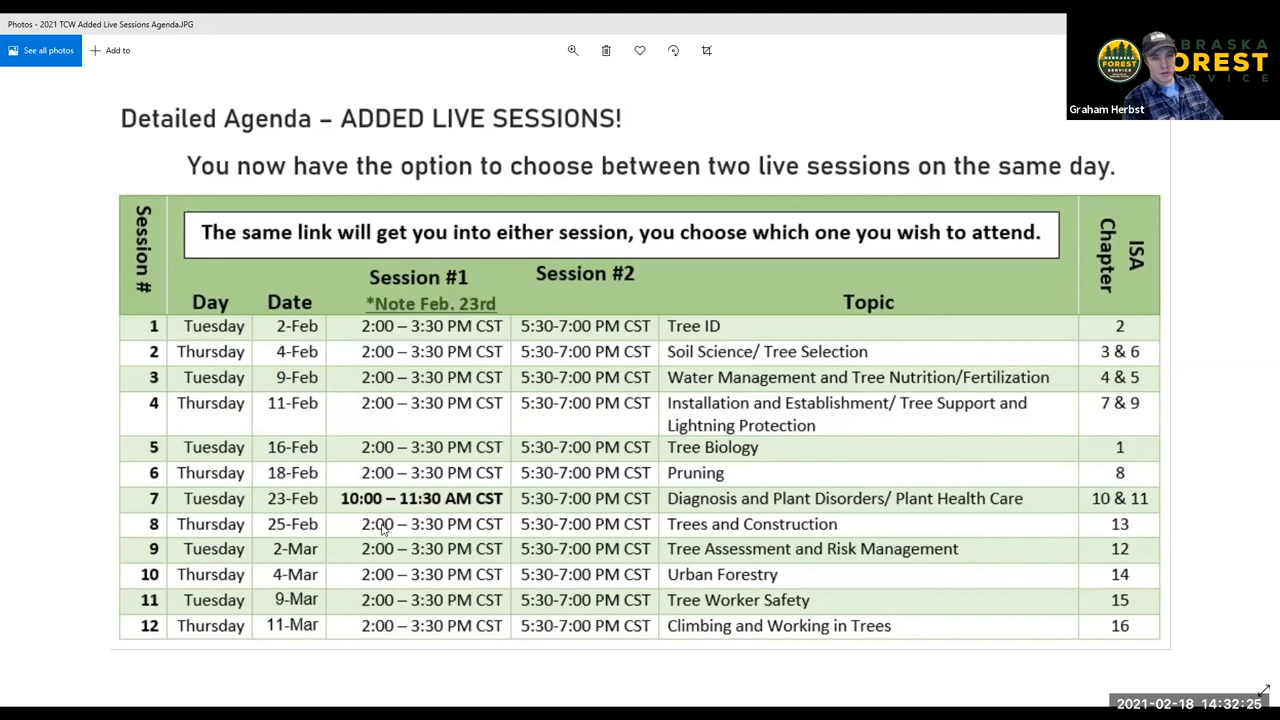 Photos - 2021 TCW Added Live Sessions Agenda.JPG
See all photos
Add to
NEBRASKA
FOREST
SERVICE
BRASKA
OREST
RVICE
Graham Herbst
Detailed Agenda – ADDED LIVE SESSIONS!
You now have the option to choose between two live sessions on the same day.
The same link will get you into either session, you choose which one you wish to attend.
Session # Day Date Session #1 *Note Feb. 23rd Session #2 Topic ISA Chapter
1 Tuesday 2-Feb 2:00 – 3:30 PM CST 5:30-7:00 PM CST Tree ID 2
2 Thursday 4-Feb 2:00 – 3:30 PM CST 5:30-7:00 PM CST Soil Science/ Tree Selection 3 & 6
3 Tuesday 9-Feb 2:00 – 3:30 PM CST 5:30-7:00 PM CST Water Management and Tree Nutrition/Fertilization 4 & 5
4 Thursday 11-Feb 2:00 – 3:30 PM CST 5:30-7:00 PM CST Installation and Establishment/ Tree Support and 7 & 9
Lightning Protection
5 Tuesday 16-Feb 2:00 – 3:30 PM CST 5:30-7:00 PM CST Tree Biology 1
6 Thursday 18-Feb 2:00 – 3:30 PM CST 5:30-7:00 PM CST Pruning 8
7 Tuesday 23-Feb 10:00 – 11:30 AM CST 5:30-7:00 PM CST Diagnosis and Plant Disorders/ Plant Health Care 10 & 11
8 Thursday 25-Feb 2:00 – 3:30 PM CST 5:30-7:00 PM CST Trees and Construction 13
9 Tuesday 2-Mar 2:00 – 3:30 PM CST 5:30-7:00 PM CST Tree Assessment and Risk Management 12
10 Thursday 4-Mar 2:00 – 3:30 PM CST 5:30-7:00 PM CST Urban Forestry 14
11 Tuesday 9-Mar 2:00 – 3:30 PM CST 5:30-7:00 PM CST Tree Worker Safety 15
12 Thursday 11-Mar 2:00 – 3:30 PM CST 5:30-7:00 PM CST Climbing and Working in Trees 16
2021-02-18 14:32:25